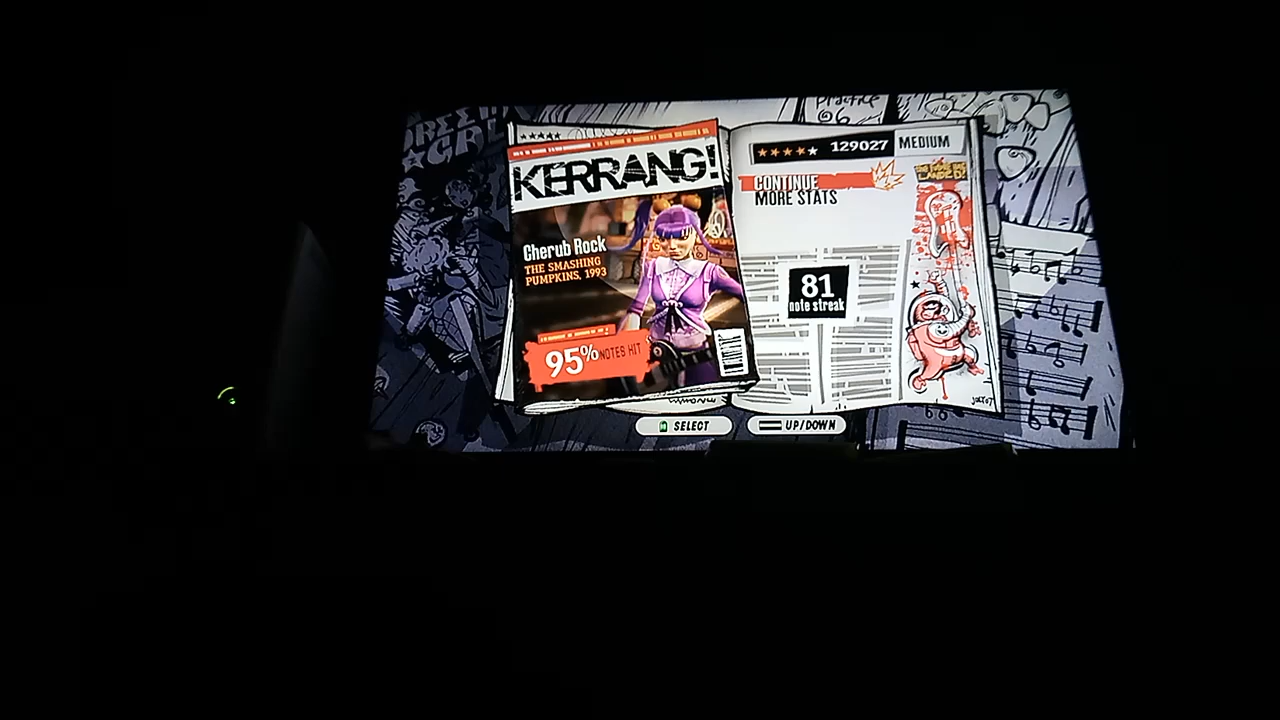 Practice
KERRANG!
Cherub Rock
THE SMASHING
PUMPKINS, 1993
95% NOTES HIT
129027 MEDIUM
CONTINUE
MORE STATS
81
note streak
SELECT
UP/DOWN